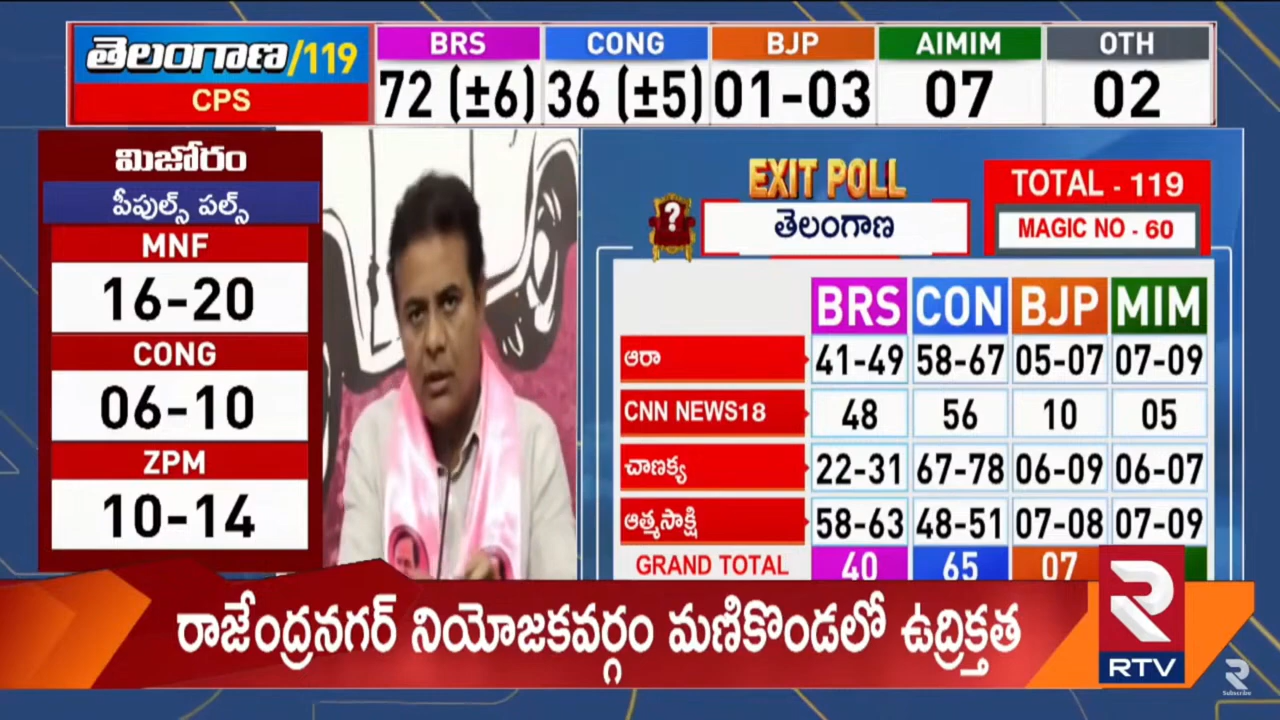 తెలంగాణ/119
CPS
BRS
72 (±6)
CONG
36 (±5)
BJP
01-03
AIMIM
07
OTH
02
మిజోరం
పీపుల్స్ పల్స్
MNF
16-20
CONG
06-10
ZPM
10-14
EXIT POLL
?
తెలంగాణ
TOTAL - 119
MAGIC NO - 60
BRS CON BJP MIM
ఆరా 41-49 58-67 05-07 07-09
CNN NEWS18 48 56 10 05
చాణక్య 22-31 67-78 06-09 06-07
ఆత్మసాక్షి 58-63 48-51 07-08 07-09
GRAND TOTAL 40 65 07
రాజేంద్రనగర్ నియోజకవర్గం మణికొండలో ఉద్రిక్తత
R
RTV
R
Subscribe